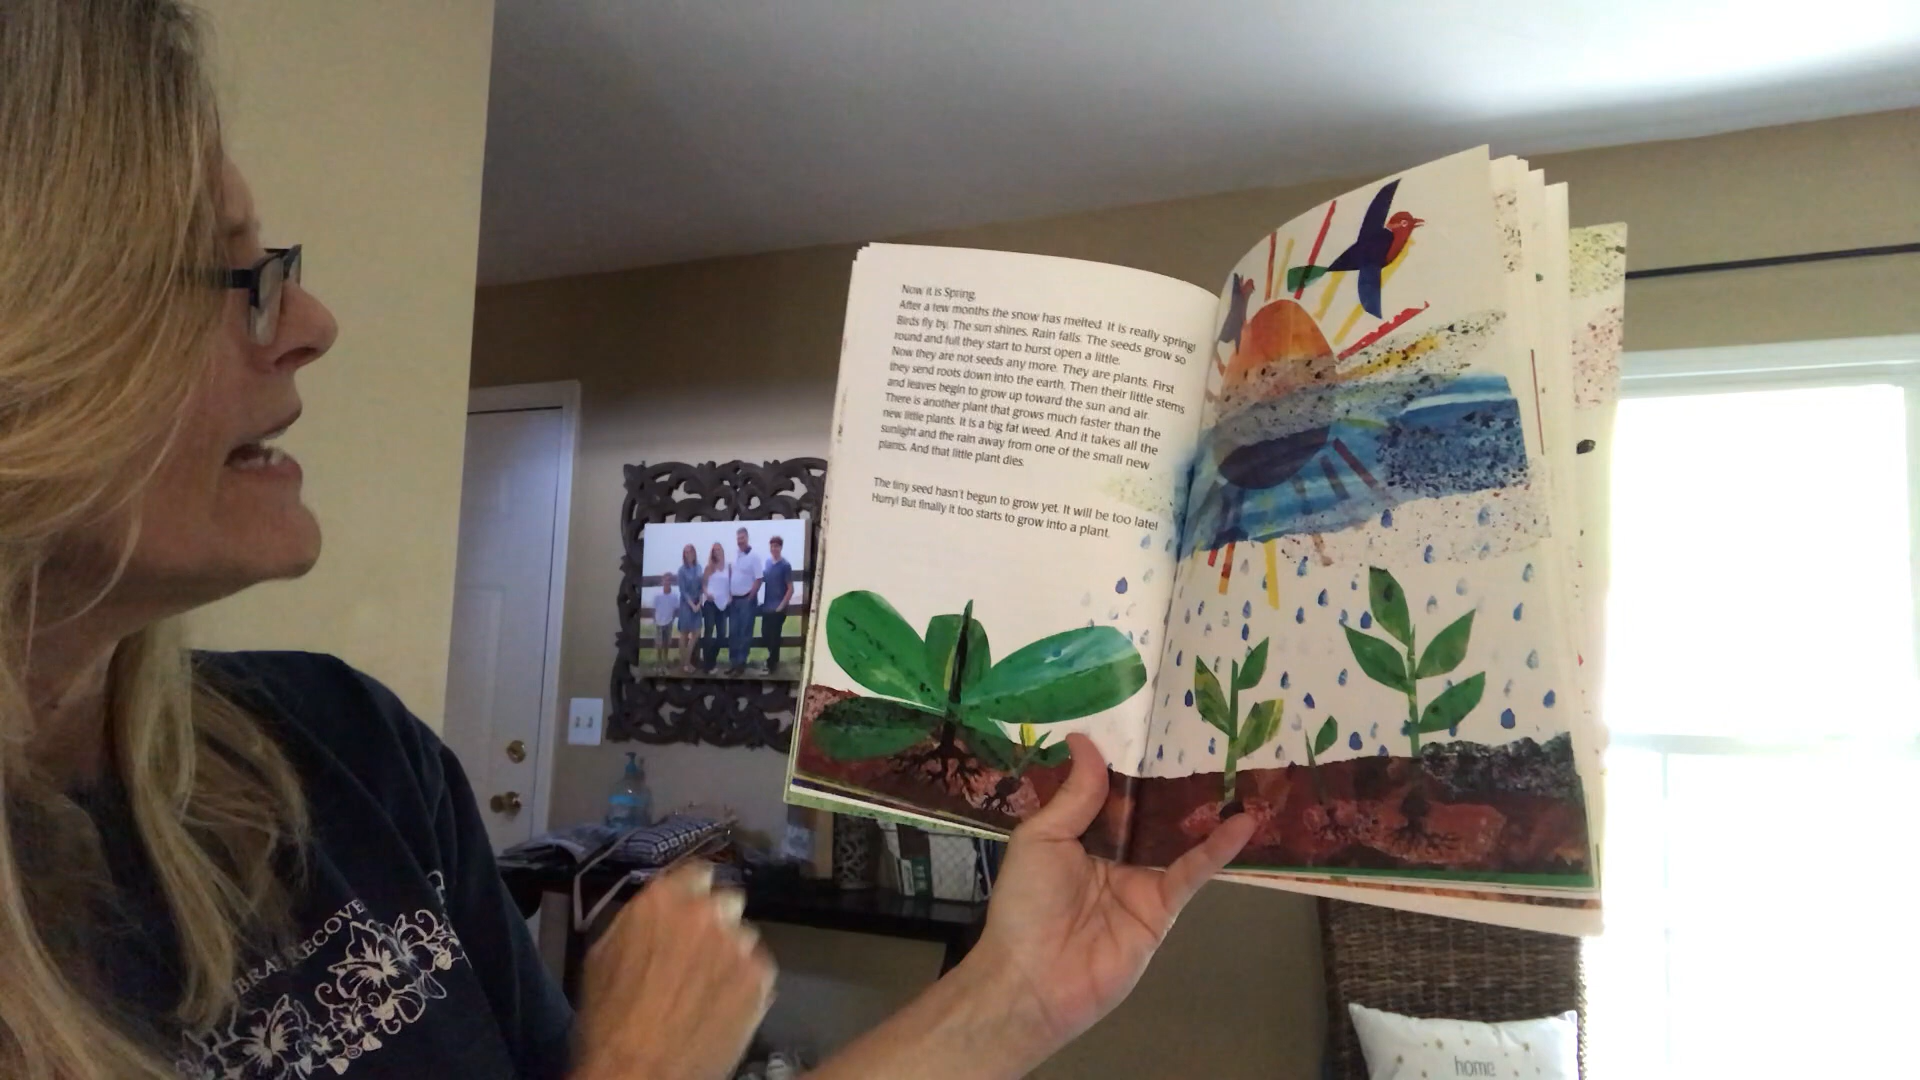 Now it is Spring.
After a few months the snow has melted. It is really spring!
Birds fly by. The sun shines. Rain falls. The seeds grow so
round and full they start to burst open a little.
Now they are not seeds any more. They are plants. First
they send roots down into the earth. Then their little stems
and leaves begin to grow up toward the sun and air.
There is another plant that grows much faster than the
new little plants. It is a big fat weed. And it takes all the
sunlight and the rain away from one of the small new
plants. And that little plant dies.
The tiny seed hasn't begun to grow yet. It will be too late!
Hurry! But finally it too starts to grow into a plant.
home